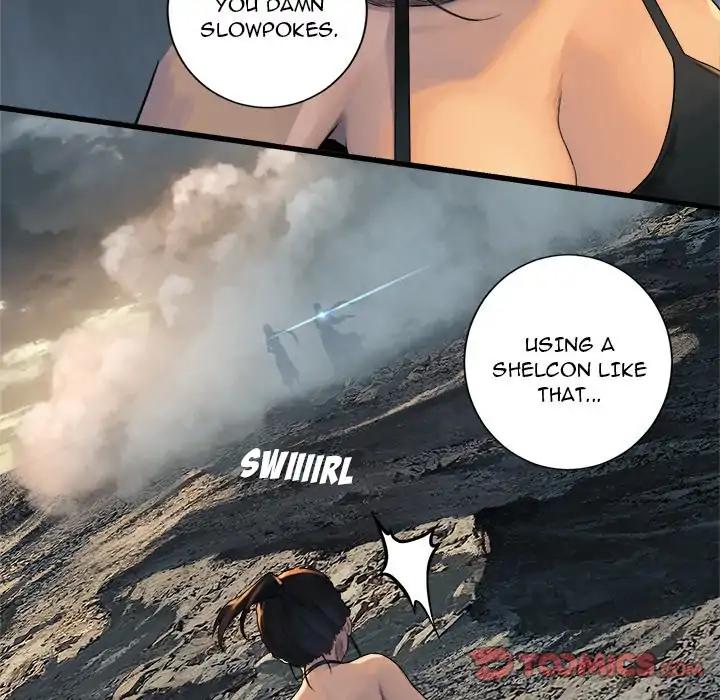 YOU DAMN
SLOWPOKES.
USING A
SHELCON LIKE
THAT...
SWIIIIRL
!
TOOMICS.COM